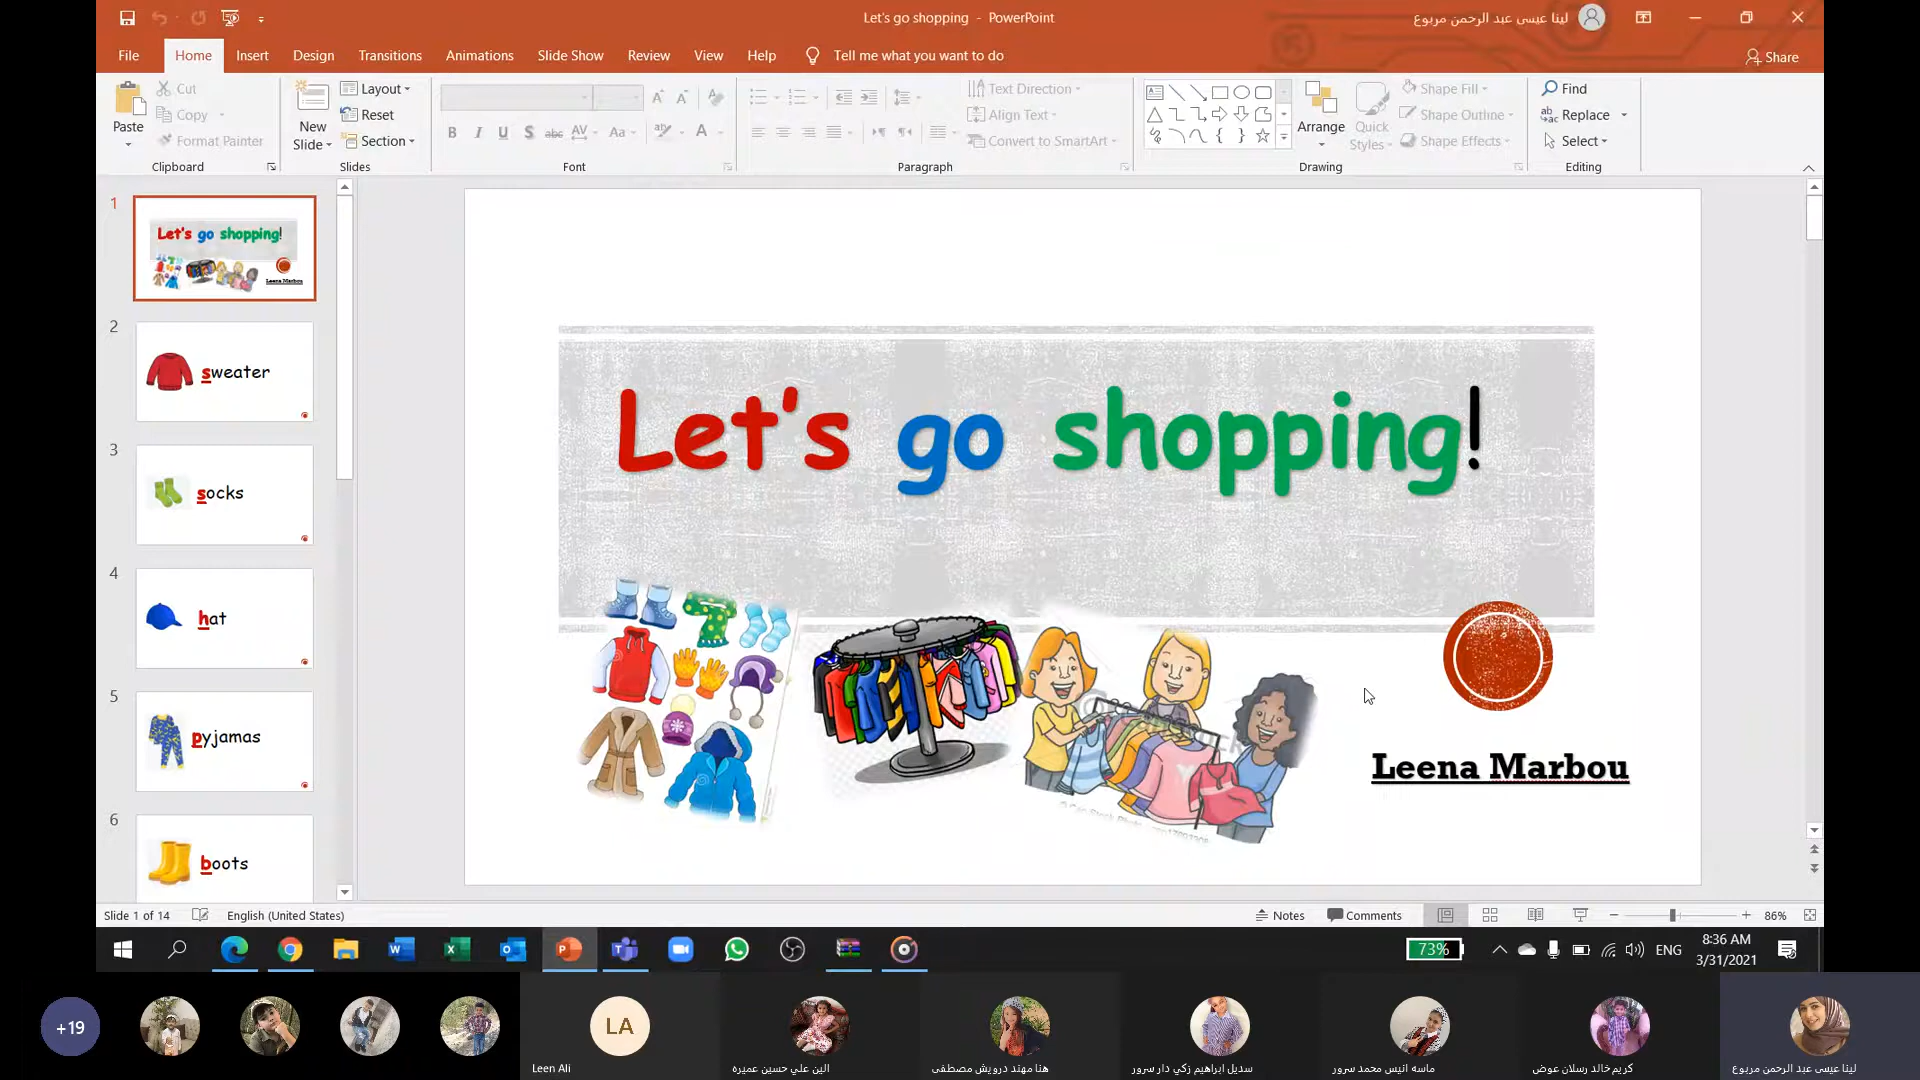 Let's go shopping - PowerPoint
لينا عيسى عبد الرحمن مربوع
File
Home
Insert
Design
Transitions
Animations
Slide Show
Review
View
Help
Tell me what you want to do
Share
Paste
Cut
Copy
Format Painter
Clipboard
New
Slide
Layout
Reset
Section
Slides
Font
Text Direction
Align Text
Convert to SmartArt
Paragraph
Arrange
Quick
Styles
Shape Fill
Shape Outline
Shape Effects
Drawing
Find
Replace
Select
Editing
1
Let's go shopping!
Leena Marbou
2
sweater
3
socks
4
hat
5
pyjamas
6
boots
Let's go shopping!
Leena Marbou
Slide 1 of 14
English (United States)
Notes
Comments
86%
73%
ENG
8:36 AM
3/31/2021
+19
LA
Leen Ali
الين علي حسين عميره
هنا مهند درويش مصطفى
سديل ابراهيم زكي دار سرور
ماسه انيس محمد سرور
كريم خالد رسلان عوض
لينا عيسى عبد الرحمن مربوع